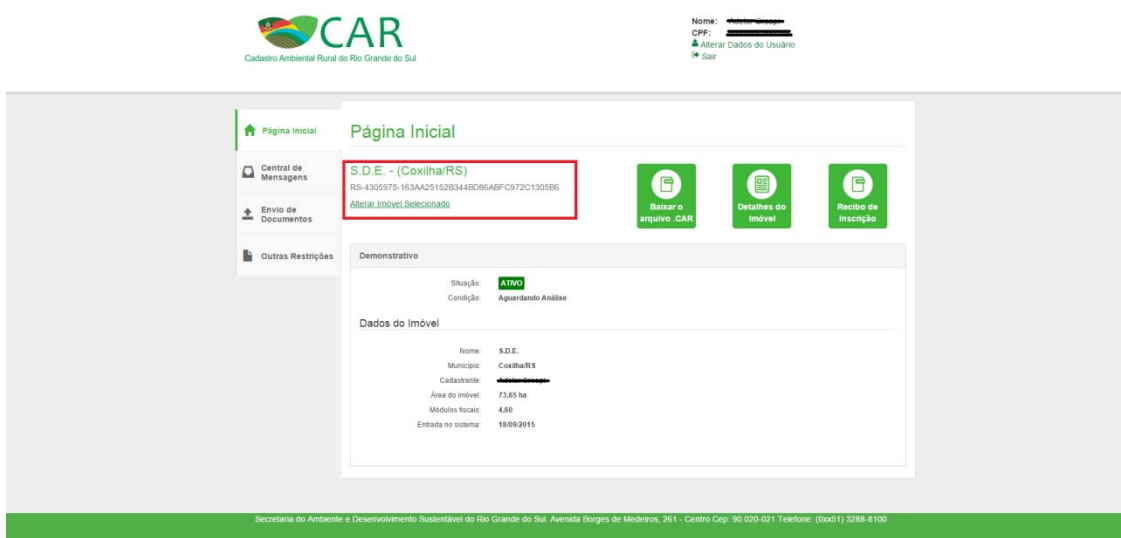 CAR
Cadastro Ambiental Rural do Rio Grande do Sul
Nome:
CPF:
Alterar Dados do Usuário
Sair
Página Inicial
Central de
Mensagens
Envio de
Documentos
Outras Restrições
Página Inicial
S.D.E. - (Coxilha/RS)
RS-4305975-163AA25152B344BD86ABFC972C1305B6
Alterar Imóvel Selecionado
Baixar o
arquivo .CAR
Detalhes do
Imóvel
Recibo de
Inscrição
Demonstrativo
Situação: ATIVO
Condição: Aguardando Análise
Dados do Imóvel
Nome: S.D.E.
Município: Coxilha/RS
Cadastrante:
Área do imóvel: 73,65 ha
Módulos fiscais: 4,60
Entrada no sistema: 18/09/2015
Secretaria do Ambiente e Desenvolvimento Sustentável do Rio Grande do Sul. Avenida Borges de Medeiros, 261 - Centro Cep: 90.020-021 Telefone: (0xx51) 3288-8100